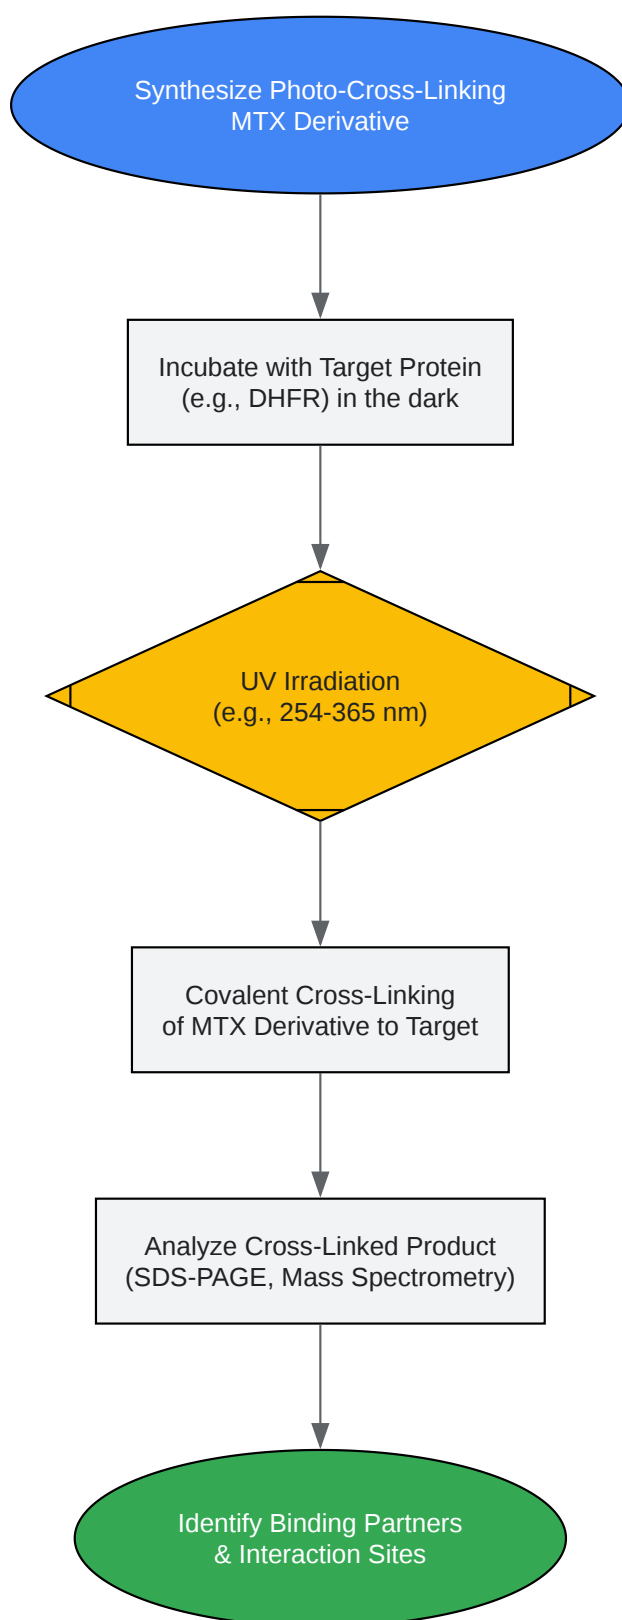 Synthesize Photo-Cross-Linking
MTX Derivative
Incubate with Target Protein
(e.g., DHFR) in the dark
UV Irradiation
(e.g., 254-365 nm)
Covalent Cross-Linking
of MTX Derivative to Target
Analyze Cross-Linked Product
(SDS-PAGE, Mass Spectrometry)
Identify Binding Partners
& Interaction Sites